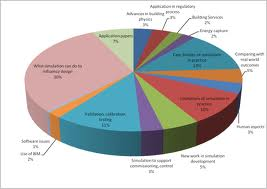 Application in regulatory
process
3%
Advances in building
physics
3%
Building Services
2%
Energy capture
2%
Application papers
7%
Case studies of simulation
in practice
13%
Comparing with
real world
outcomes
5%
What simulation can do to
influence design
30%
Limitations of simulation in
practice
10%
Validation, calibration,
testing
11%
Human aspects
3%
Software issues
1%
Use of BIM
2%
Simulation to support
commissioning, control
3%
New work in simulation
development
5%